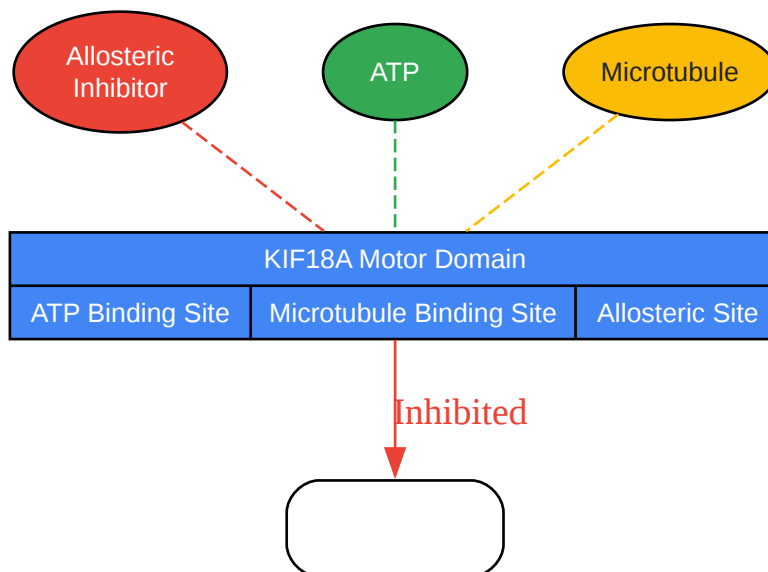 Allosteric
Inhibitor
ATP
Microtubule
KIF18A Motor Domain
ATP Binding Site
Microtubule Binding Site
Allosteric Site
Inhibited